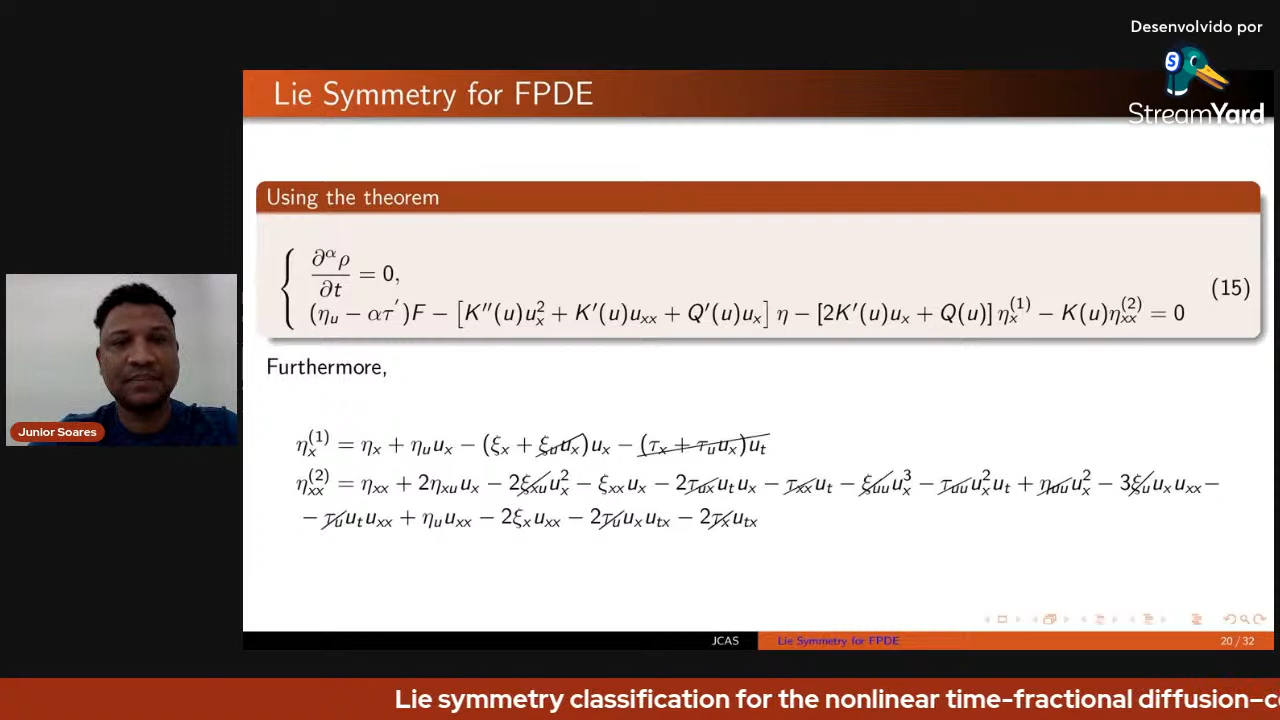 Desenvolvido por
StreamYard
Lie Symmetry for FPDE
Using the theorem
∂^α ρ / ∂t = 0,
(η_u − ατ′)F − [K″(u)u_x^2 + K′(u)u_xx + Q′(u)u_x] η − [2K′(u)u_x + Q(u)] η_x^(1) − K(u)η_xx^(2) = 0
(15)
Furthermore,
η_x^(1) = η_x + η_u u_x − (ξ_x + ξ_u u_x)u_x − (τ_x + τ_u u_x)u_t
η_xx^(2) = η_xx + 2η_xu u_x − 2ξ_xu u_x^2 − ξ_xx u_x − 2τ_ux u_t u_x − τ_xx u_t − ξ_uu u_x^3 − τ_uu u_x^2 u_t + η_uu u_x^2 − 3ξ_u u_x u_xx −
− τ_u u_t u_xx + η_u u_xx − 2ξ_x u_xx − 2τ_u u_x u_tx − 2τ_x u_tx
Junior Soares
JCAS
Lie Symmetry for FPDE
20 / 32
Lie symmetry classification for the nonlinear time-fractional diffusion–c